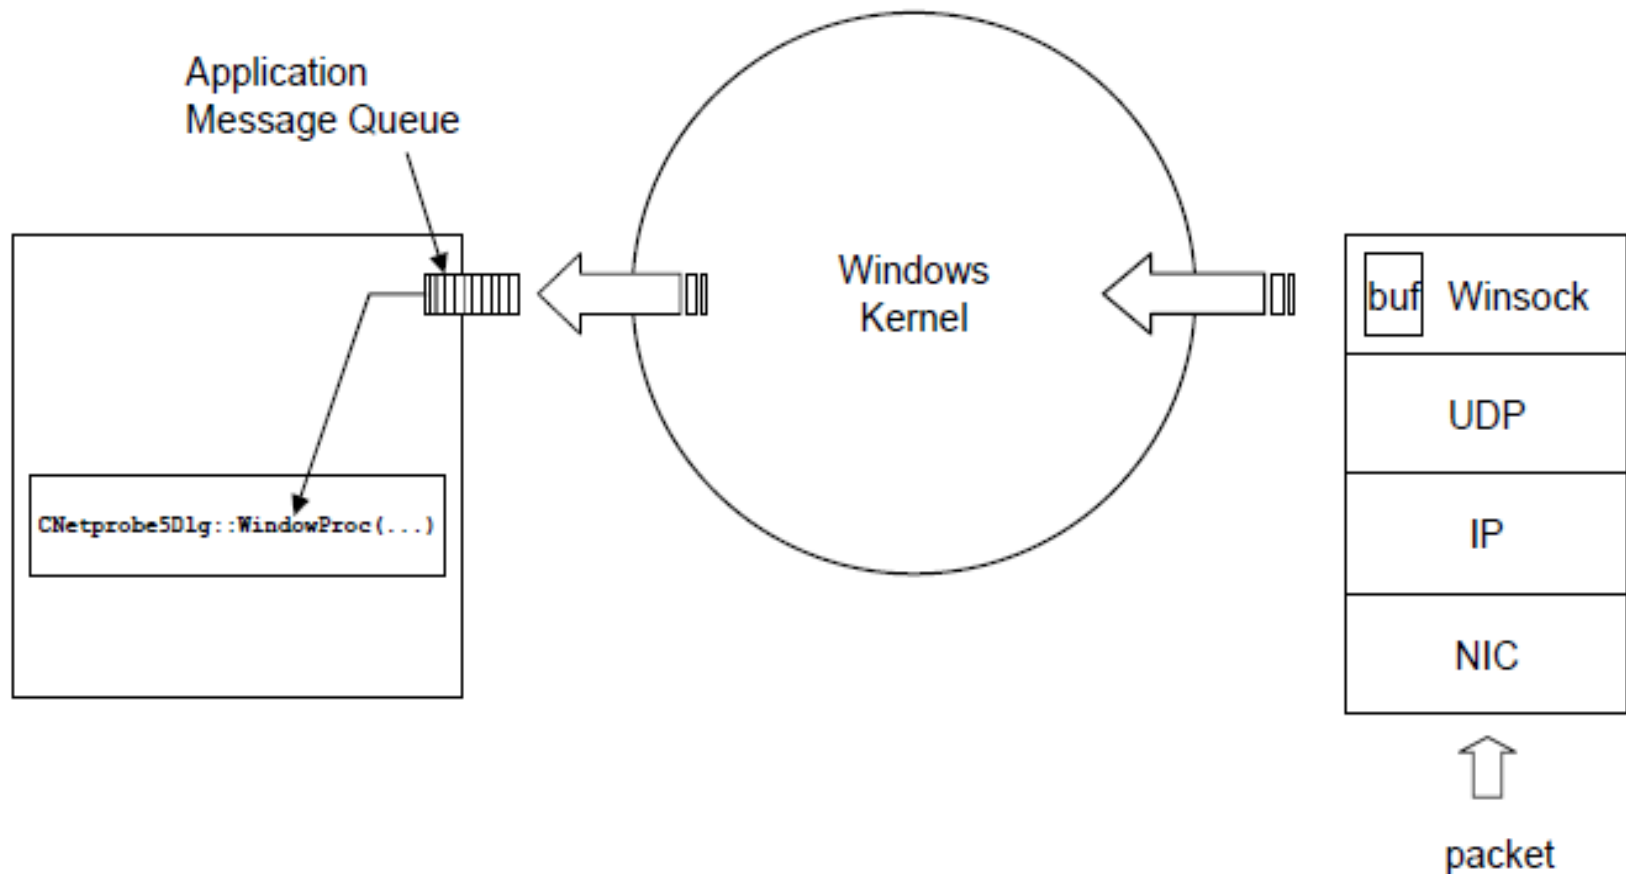 Application
Message Queue
Windows
Kernel
buf
Winsock
UDP
CNetprobe5Dlg::WindowProc(...)
IP
NIC
packet